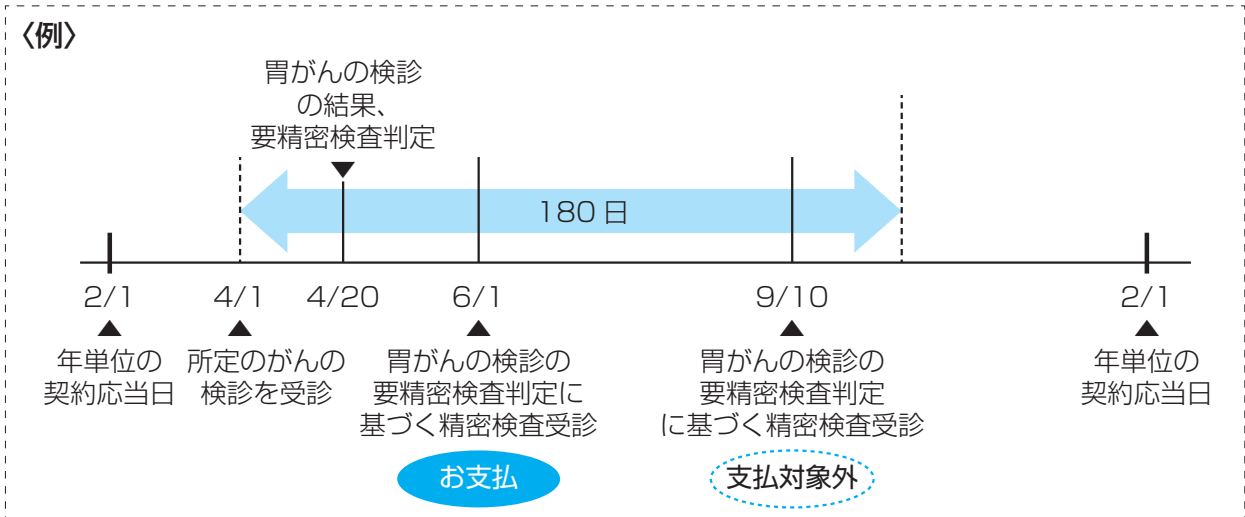 〈例〉
胃がんの検診
の結果、
要精密検査判定
180 日
2/1
4/1
4/20
6/1
9/10
2/1
年単位の
契約応当日
所定のがんの
検診を受診
胃がんの検診の
要精密検査判定に
基づく精密検査受診
胃がんの検診の
要精密検査判定
に基づく精密検査受診
年単位の
契約応当日
お支払
支払対象外